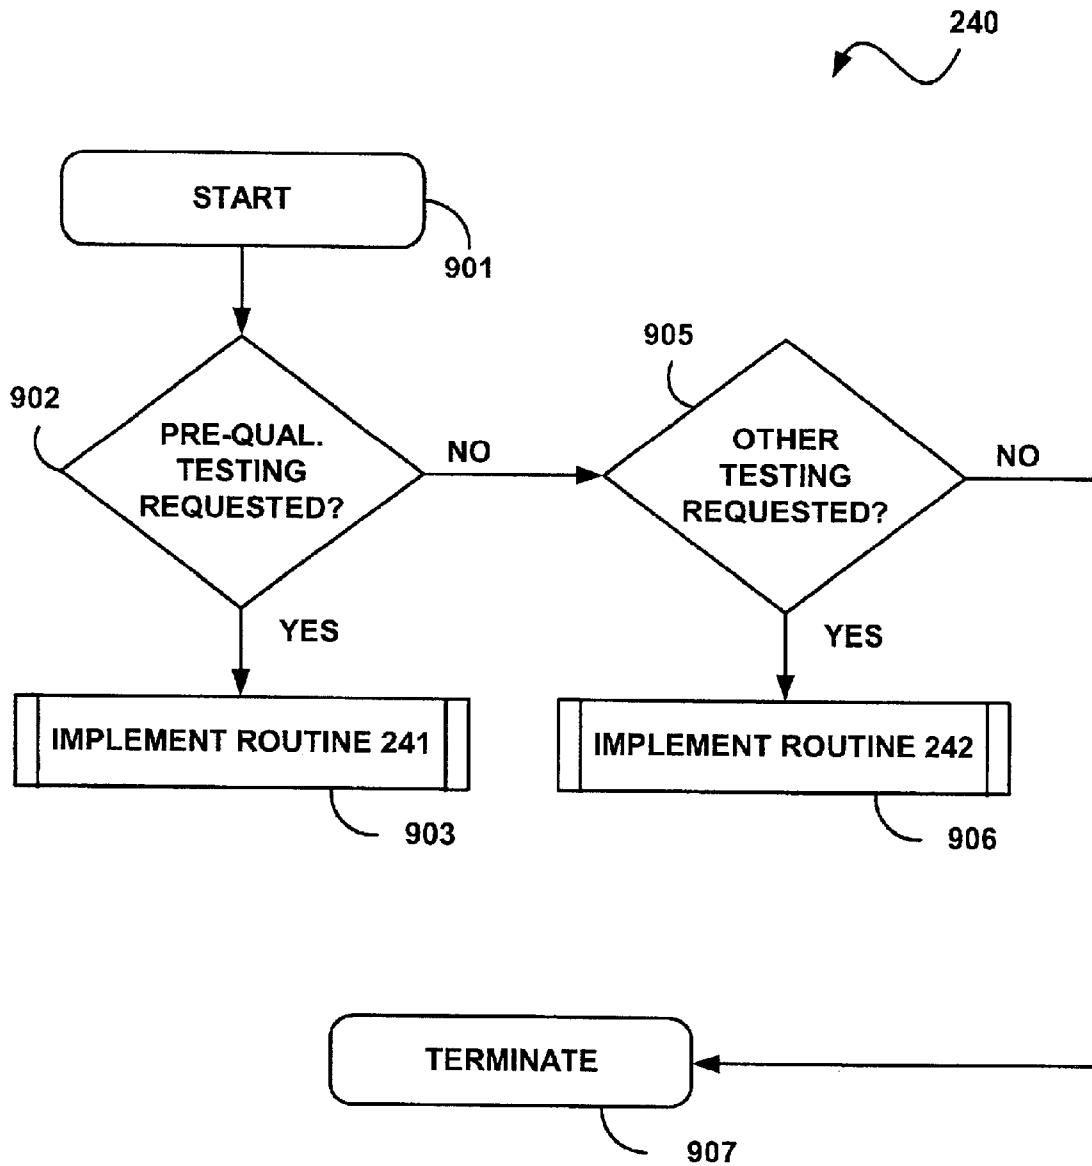 240
START
901
902
PRE-QUAL.
TESTING
REQUESTED?
NO
905
OTHER
TESTING
REQUESTED?
NO
YES
YES
IMPLEMENT ROUTINE 241
903
IMPLEMENT ROUTINE 242
906
TERMINATE
907